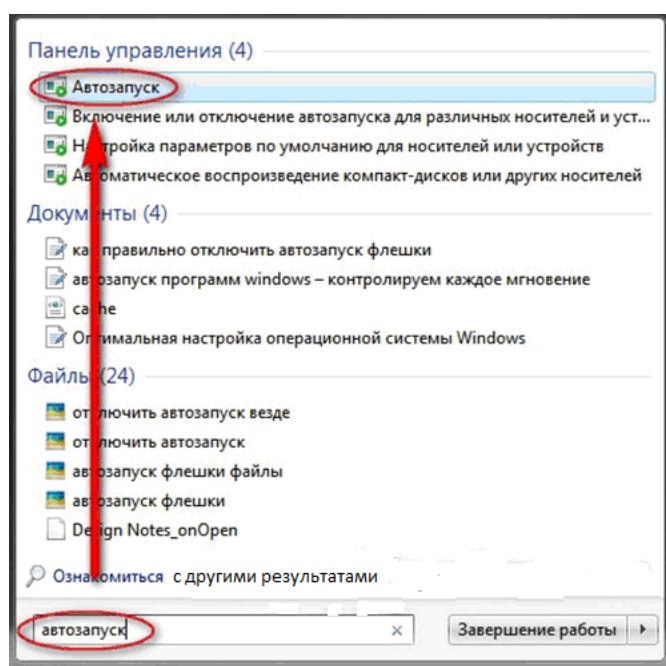 Панель управления (4)
Автозапуск
Включение или отключение автозапуска для различных носителей и уст...
Настройка параметров по умолчанию для носителей или устройств
Автоматическое воспроизведение компакт-дисков или других носителей
Документы (4)
как правильно отключить автозапуск флешки
автозапуск программ windows – контролируем каждое мгновение
cache
Оптимальная настройка операционной системы Windows
Файлы (24)
отключить автозапуск везде
отключить автозапуск
автозапуск флешки файлы
автозапуск флешки
Design Notes_onOpen
Ознакомиться с другими результатами
автозапуск
Завершение работы